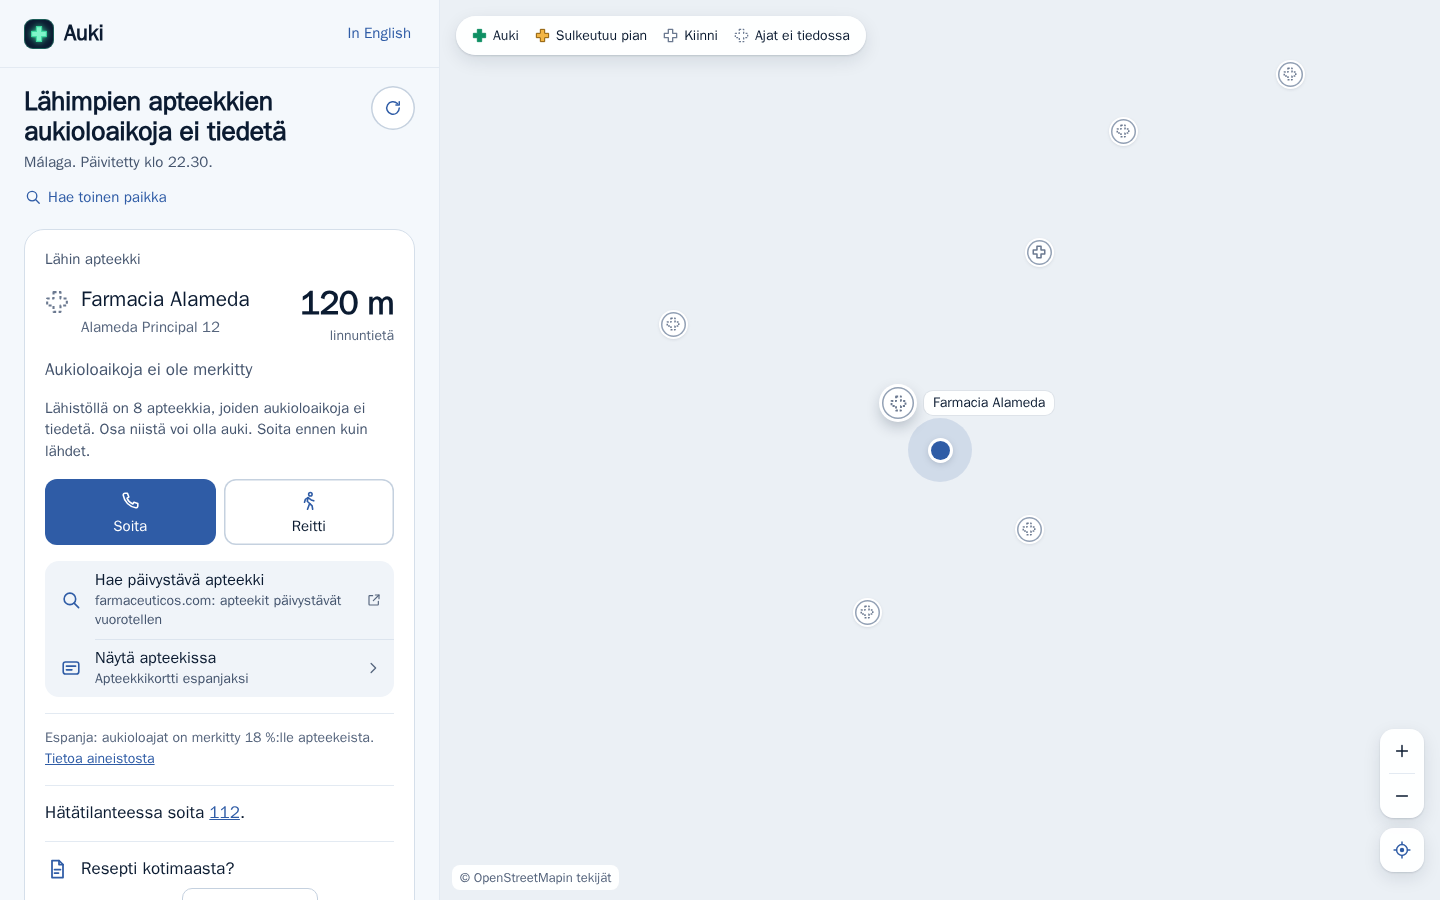 Auki
In English
Lähimpien apteekkien
aukioloaikoja ei tiedetä
Málaga. Päivitetty klo 22.30.
Hae toinen paikka
Lähin apteekki
Farmacia Alameda
120 m
Alameda Principal 12
linnuntietä
Aukioloaikoja ei ole merkitty
Lähistöllä on 8 apteekkia, joiden aukioloaikoja ei
tiedetä. Osa niistä voi olla auki. Soita ennen kuin
lähdet.
Soita
Reitti
Hae päivystävä apteekki
farmaceuticos.com: apteekit päivystävät
vuorotellen
Näytä apteekissa
Apteekkikortti espanjaksi
Espanja: aukioloajat on merkitty 18 %:lle apteekeista.
Tietoa aineistosta
Hätätilanteessa soita 112.
Resepti kotimaasta?
Auki
Sulkeutuu pian
Kiinni
Ajat ei tiedossa
Farmacia Alameda
© OpenStreetMapin tekijät